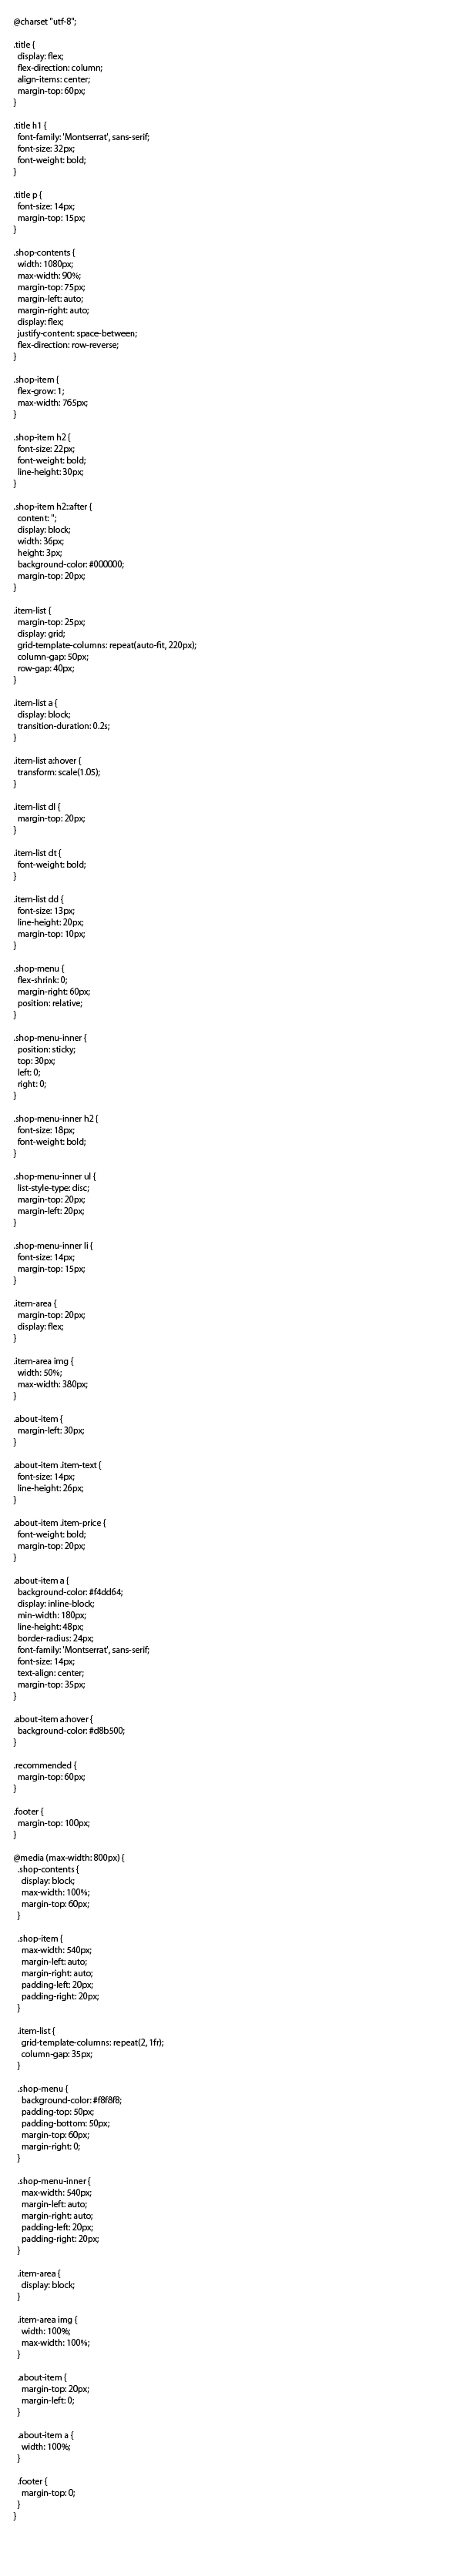 @charset "utf-8";

.title {
  display: flex;
  flex-direction: column;
  align-items: center;
  margin-top: 60px;
}

.title h1 {
  font-family: 'Montserrat', sans-serif;
  font-size: 32px;
  font-weight: bold;
}

.title p {
  font-size: 14px;
  margin-top: 15px;
}

.shop-contents {
  width: 1080px;
  max-width: 90%;
  margin-top: 75px;
  margin-left: auto;
  margin-right: auto;
  display: flex;
  justify-content: space-between;
  flex-direction: row-reverse;
}

.shop-item {
  flex-grow: 1;
  max-width: 765px;
}

.shop-item h2 {
  font-size: 22px;
  font-weight: bold;
  line-height: 30px;
}

.shop-item h2::after {
  content: '';
  display: block;
  width: 36px;
  height: 3px;
  background-color: #000000;
  margin-top: 20px;
}

.item-list {
  margin-top: 25px;
  display: grid;
  grid-template-columns: repeat(auto-fit, 220px);
  column-gap: 50px;
  row-gap: 40px;
}

.item-list a {
  display: block;
  transition-duration: 0.2s;
}

.item-list a:hover {
  transform: scale(1.05);
}

.item-list dl {
  margin-top: 20px;
}

.item-list dt {
  font-weight: bold;
}

.item-list dd {
  font-size: 13px;
  line-height: 20px;
  margin-top: 10px;
}

.shop-menu {
  flex-shrink: 0;
  margin-right: 60px;
  position: relative;
}

.shop-menu-inner {
  position: sticky;
  top: 30px;
  left: 0;
  right: 0;
}

.shop-menu-inner h2 {
  font-size: 18px;
  font-weight: bold;
}

.shop-menu-inner ul {
  list-style-type: disc;
  margin-top: 20px;
  margin-left: 20px;
}

.shop-menu-inner li {
  font-size: 14px;
  margin-top: 15px;
}

.item-area {
  margin-top: 20px;
  display: flex;
}

.item-area img {
  width: 50%;
  max-width: 380px;
}

.about-item {
  margin-left: 30px;
}

.about-item .item-text {
  font-size: 14px;
  line-height: 26px;
}

.about-item .item-price {
  font-weight: bold;
  margin-top: 20px;
}

.about-item a {
  background-color: #f4dd64;
  display: inline-block;
  min-width: 180px;
  line-height: 48px;
  border-radius: 24px;
  font-family: 'Montserrat', sans-serif;
  font-size: 14px;
  text-align: center;
  margin-top: 35px;
}

.about-item a:hover {
  background-color: #d8b500;
}

.recommended {
  margin-top: 60px;
}

.footer {
  margin-top: 100px;
}

@media (max-width: 800px) {
  .shop-contents {
    display: block;
    max-width: 100%;
    margin-top: 60px;
  }

  .shop-item {
    max-width: 540px;
    margin-left: auto;
    margin-right: auto;
    padding-left: 20px;
    padding-right: 20px;
  }

  .item-list {
    grid-template-columns: repeat(2, 1fr);
    column-gap: 35px;
  }

  .shop-menu {
    background-color: #f8f8f8;
    padding-top: 50px;
    padding-bottom: 50px;
    margin-top: 60px;
    margin-right: 0;
  }

  .shop-menu-inner {
    max-width: 540px;
    margin-left: auto;
    margin-right: auto;
    padding-left: 20px;
    padding-right: 20px;
  }

  .item-area {
    display: block;
  }

  .item-area img {
    width: 100%;
    max-width: 100%;
  }

  .about-item {
    margin-top: 20px;
    margin-left: 0;
  }

  .about-item a {
    width: 100%;
  }

  .footer {
    margin-top: 0;
  }
}